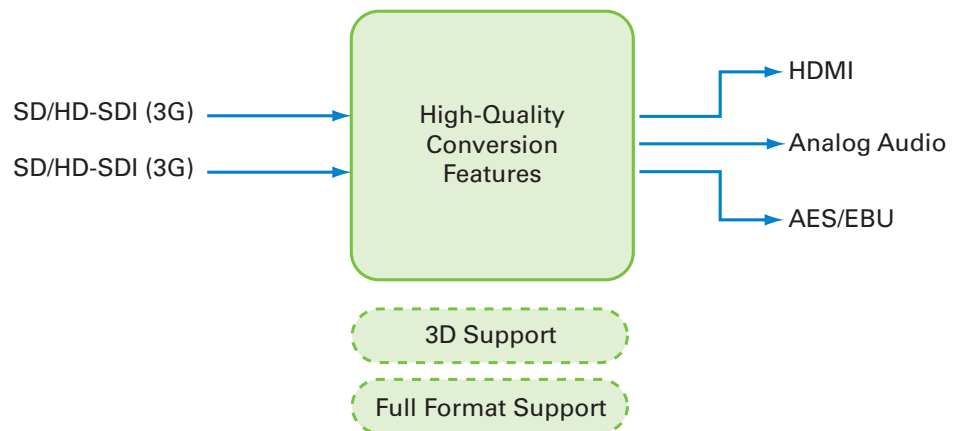 SD/HD-SDI (3G)
SD/HD-SDI (3G)
High-Quality
Conversion
Features
HDMI
Analog Audio
AES/EBU
3D Support
Full Format Support